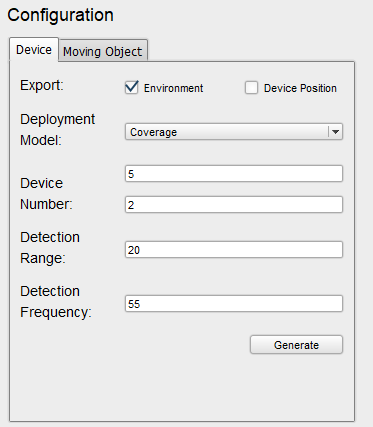 Configuration
Device Moving Object
Export: Environment Device Position
Deployment
Model: Coverage
5
Device
Number: 2
Detection
Range: 20
Detection
Frequency: 55
Generate